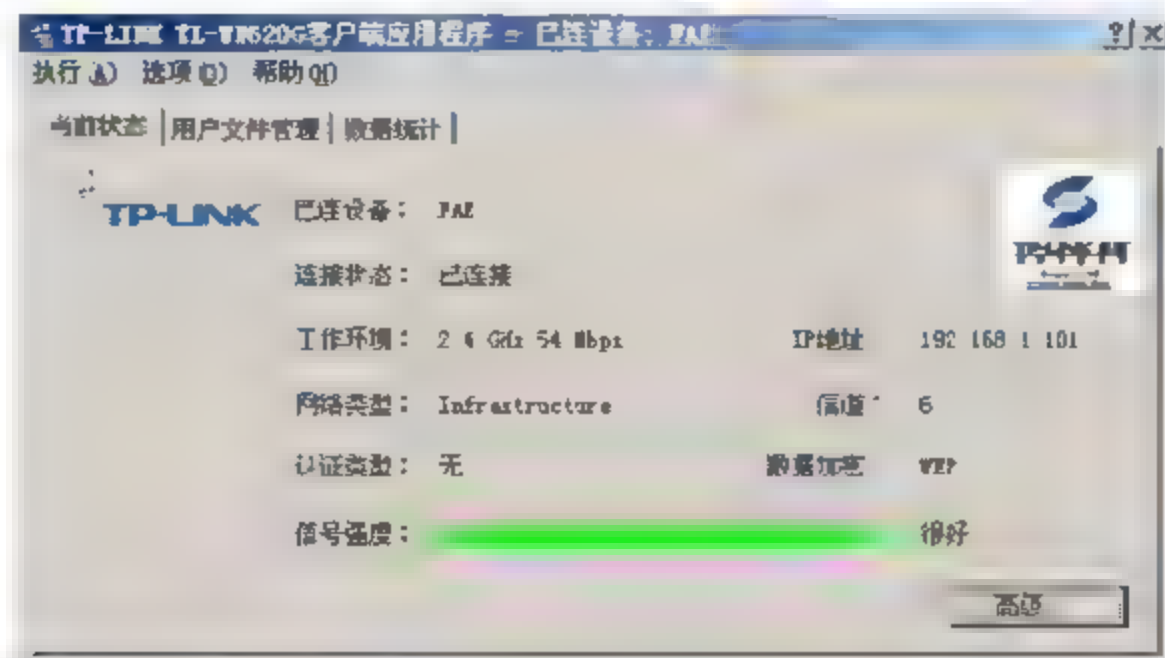 TP-LINK TL-WN620G客户端应用程序 - 已连设备: FAE
执行(A) 选项(O) 帮助(H)
当前状态 用户文件管理 数据统计
TP-LINK 已连设备: FAE
连接状态: 已连接
工作环境: 2.4 GHz 54 Mbps IP地址 192 168 1 101
网络类型: Infrastructure 信道: 6
认证类型: 无 数据加密 WEP
信号强度: 很好
高级